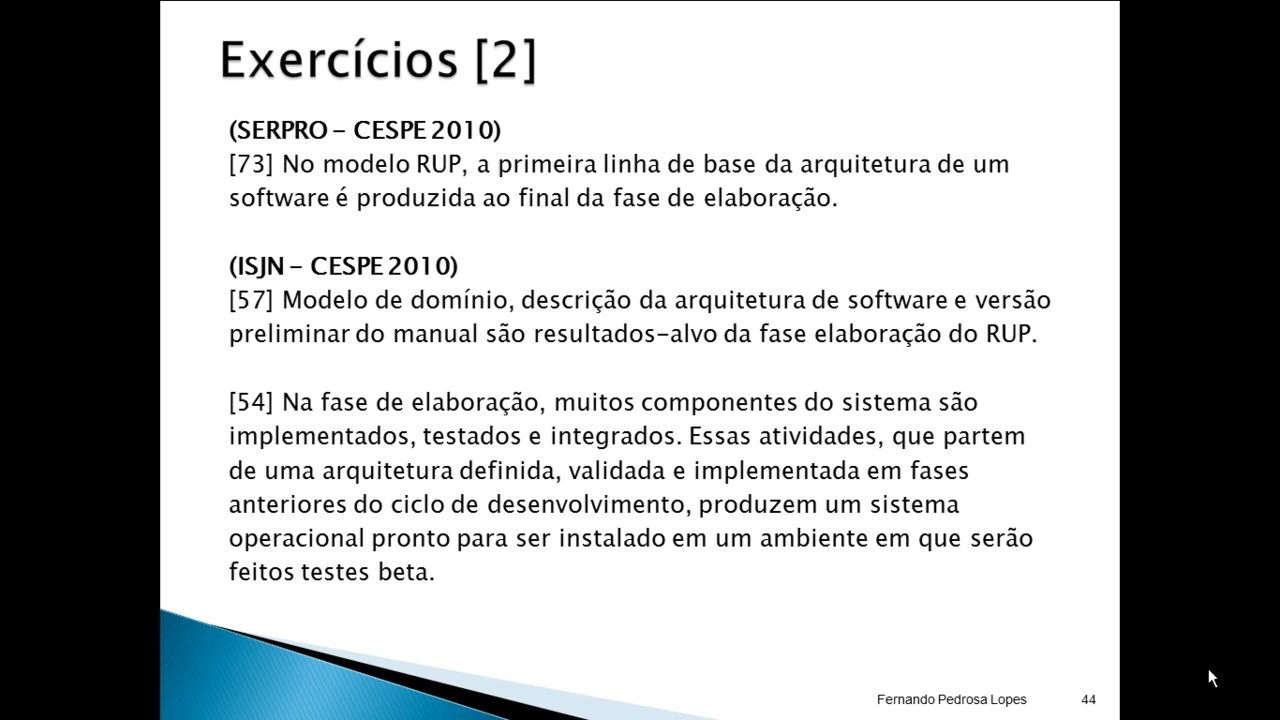 Exercícios [2]
(SERPRO – CESPE 2010)
[73] No modelo RUP, a primeira linha de base da arquitetura de um
software é produzida ao final da fase de elaboração.
(ISJN – CESPE 2010)
[57] Modelo de domínio, descrição da arquitetura de software e versão
preliminar do manual são resultados-alvo da fase elaboração do RUP.
[54] Na fase de elaboração, muitos componentes do sistema são
implementados, testados e integrados. Essas atividades, que partem
de uma arquitetura definida, validada e implementada em fases
anteriores do ciclo de desenvolvimento, produzem um sistema
operacional pronto para ser instalado em um ambiente em que serão
feitos testes beta.
Fernando Pedrosa Lopes 44